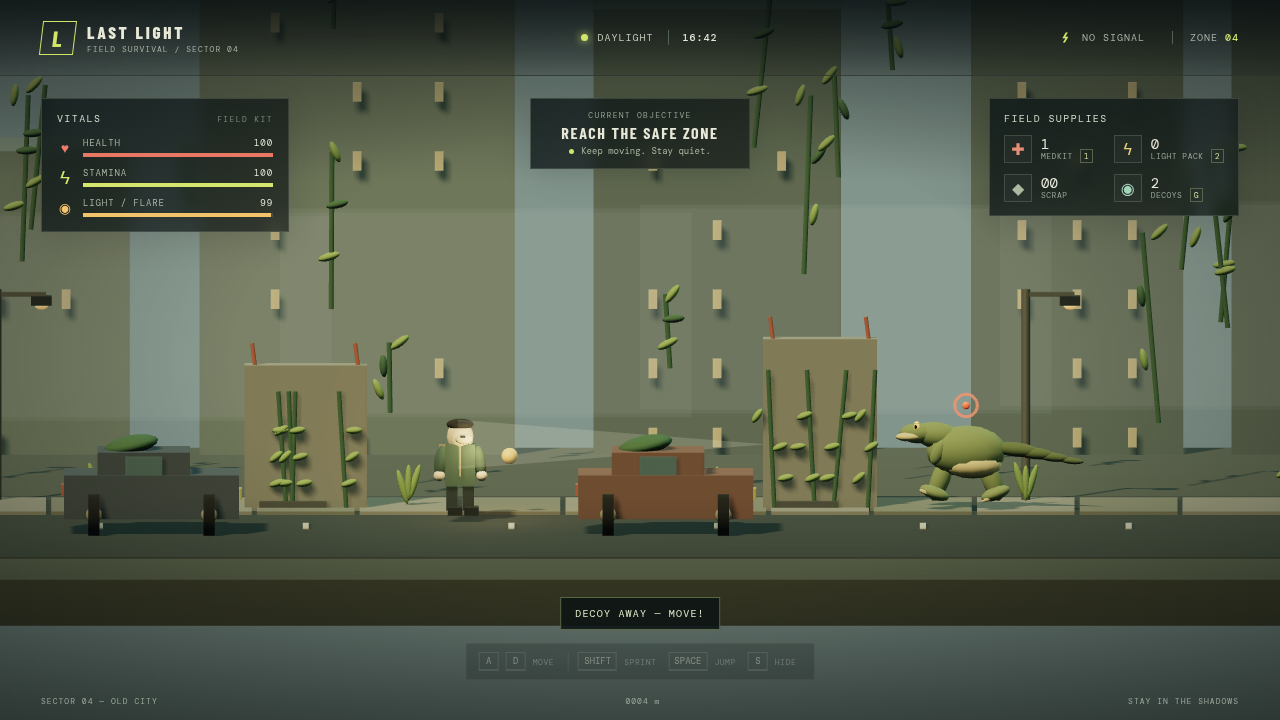 L
LAST LIGHT
FIELD SURVIVAL / SECTOR 04
DAYLIGHT
16:42
NO SIGNAL
ZONE 04
VITALS
FIELD KIT
HEALTH
100
STAMINA
100
LIGHT / FLARE
99
CURRENT OBJECTIVE
REACH THE SAFE ZONE
Keep moving. Stay quiet.
FIELD SUPPLIES
1
MEDKIT 1
0
LIGHT PACK 2
00
SCRAP
2
DECOYS G
DECOY AWAY — MOVE!
A D MOVE SHIFT SPRINT SPACE JUMP S HIDE
SECTOR 04 — OLD CITY
0004 m
STAY IN THE SHADOWS